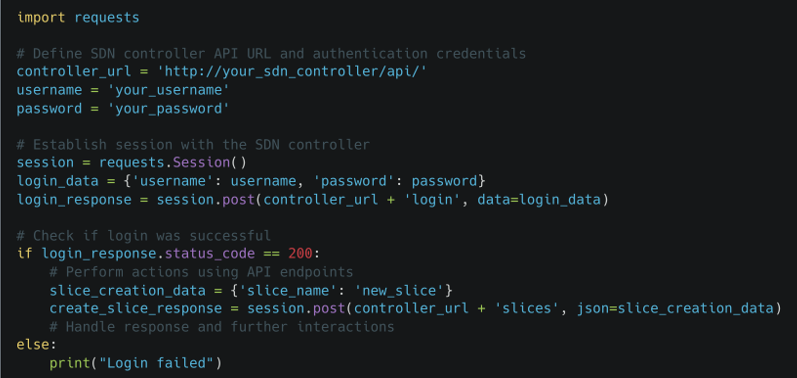 import requests

# Define SDN controller API URL and authentication credentials
controller_url = 'http://your_sdn_controller/api/'
username = 'your_username'
password = 'your_password'

# Establish session with the SDN controller
session = requests.Session()
login_data = {'username': username, 'password': password}
login_response = session.post(controller_url + 'login', data=login_data)

# Check if login was successful
if login_response.status_code == 200:
    # Perform actions using API endpoints
    slice_creation_data = {'slice_name': 'new_slice'}
    create_slice_response = session.post(controller_url + 'slices', json=slice_creation_data)
    # Handle response and further interactions
else:
    print("Login failed")